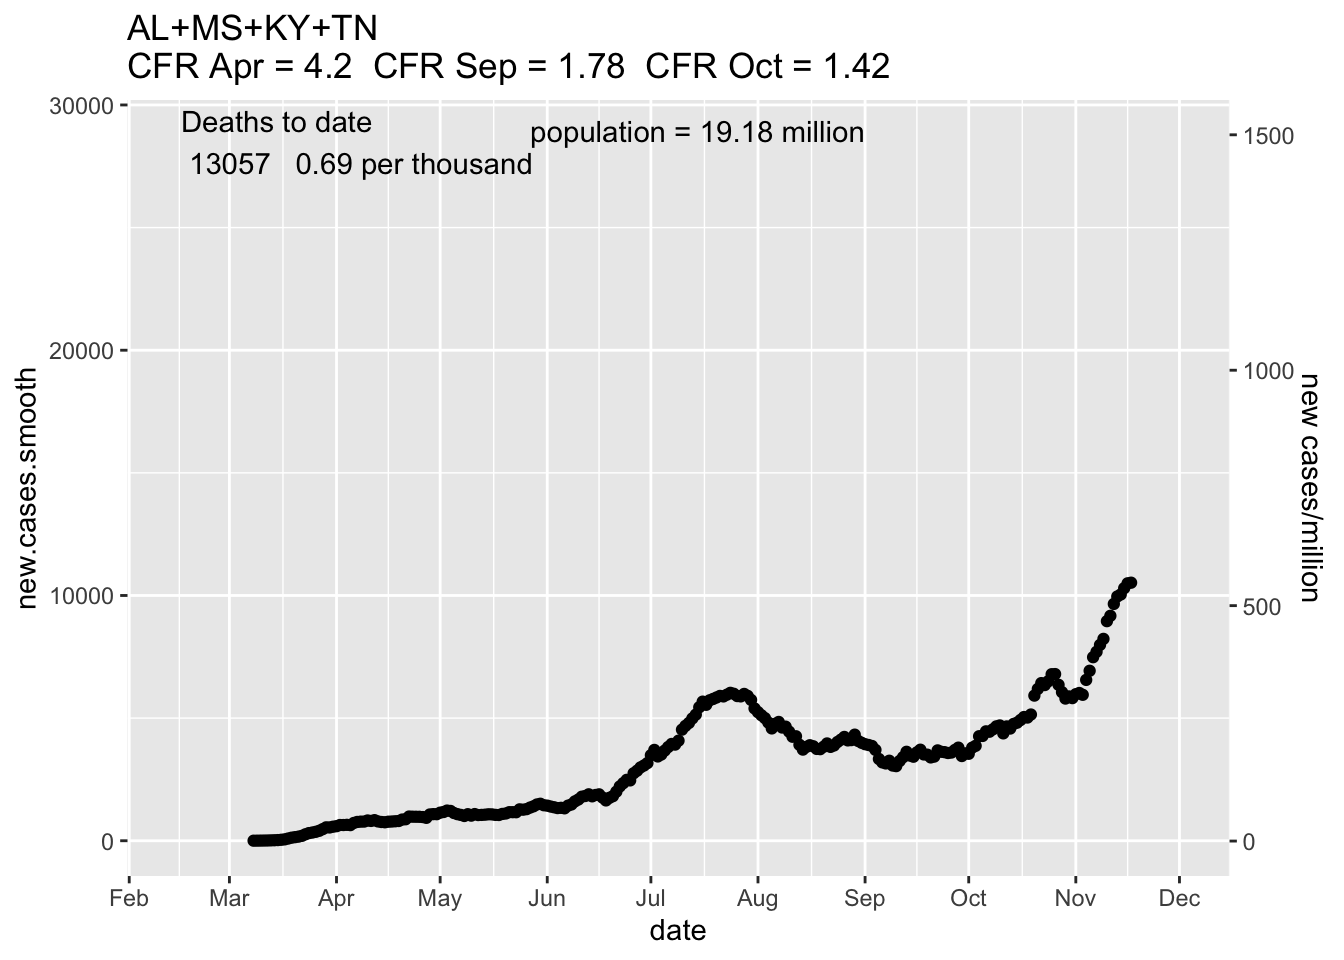 AL+MS+KY+TN
CFR Apr = 4.2  CFR Sep = 1.78  CFR Oct = 1.42
Deaths to date
population = 19.18 million
13057   0.69 per thousand
30000
20000
10000
0
new.cases.smooth
1500
1000
500
0
new cases/million
Feb Mar Apr May Jun Jul Aug Sep Oct Nov Dec
date